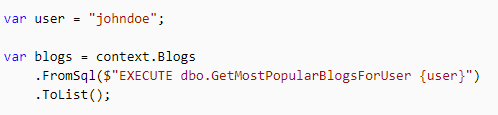 var user = "johndoe";
var blogs = context.Blogs
.FromSql($"EXECUTE dbo.GetMostPopularBlogsForUser {user}")
.ToList();